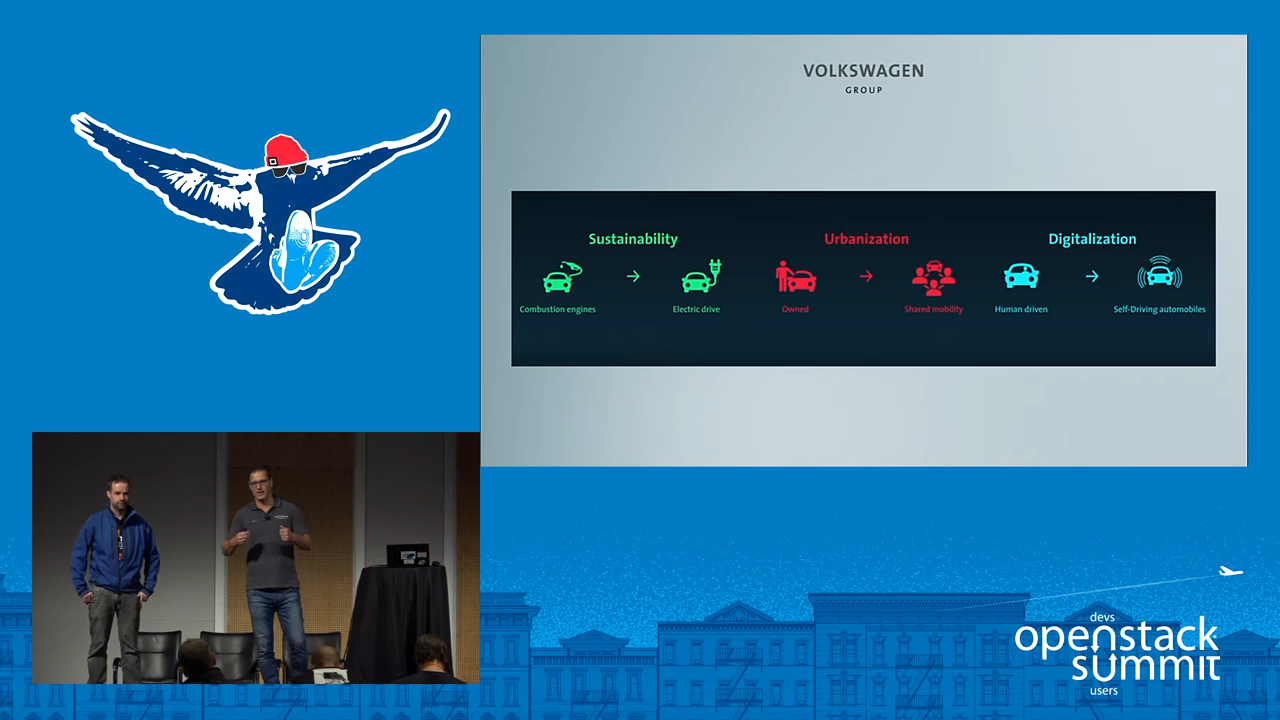 VOLKSWAGEN
GROUP
Sustainability
Urbanization
Digitalization
Combustion engines
Electric drive
Owned
Shared mobility
Human driven
Self-Driving automobiles
devs
openstack
summit
users